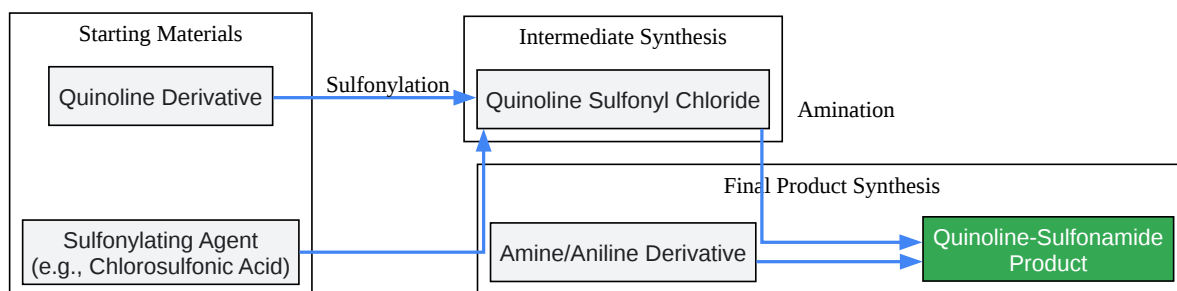 Starting Materials
Quinoline Derivative
Sulfonylating Agent
(e.g., Chlorosulfonic Acid)
Sulfonylation
Intermediate Synthesis
Quinoline Sulfonyl Chloride
Amination
Final Product Synthesis
Amine/Aniline Derivative
Quinoline-Sulfonamide
Product